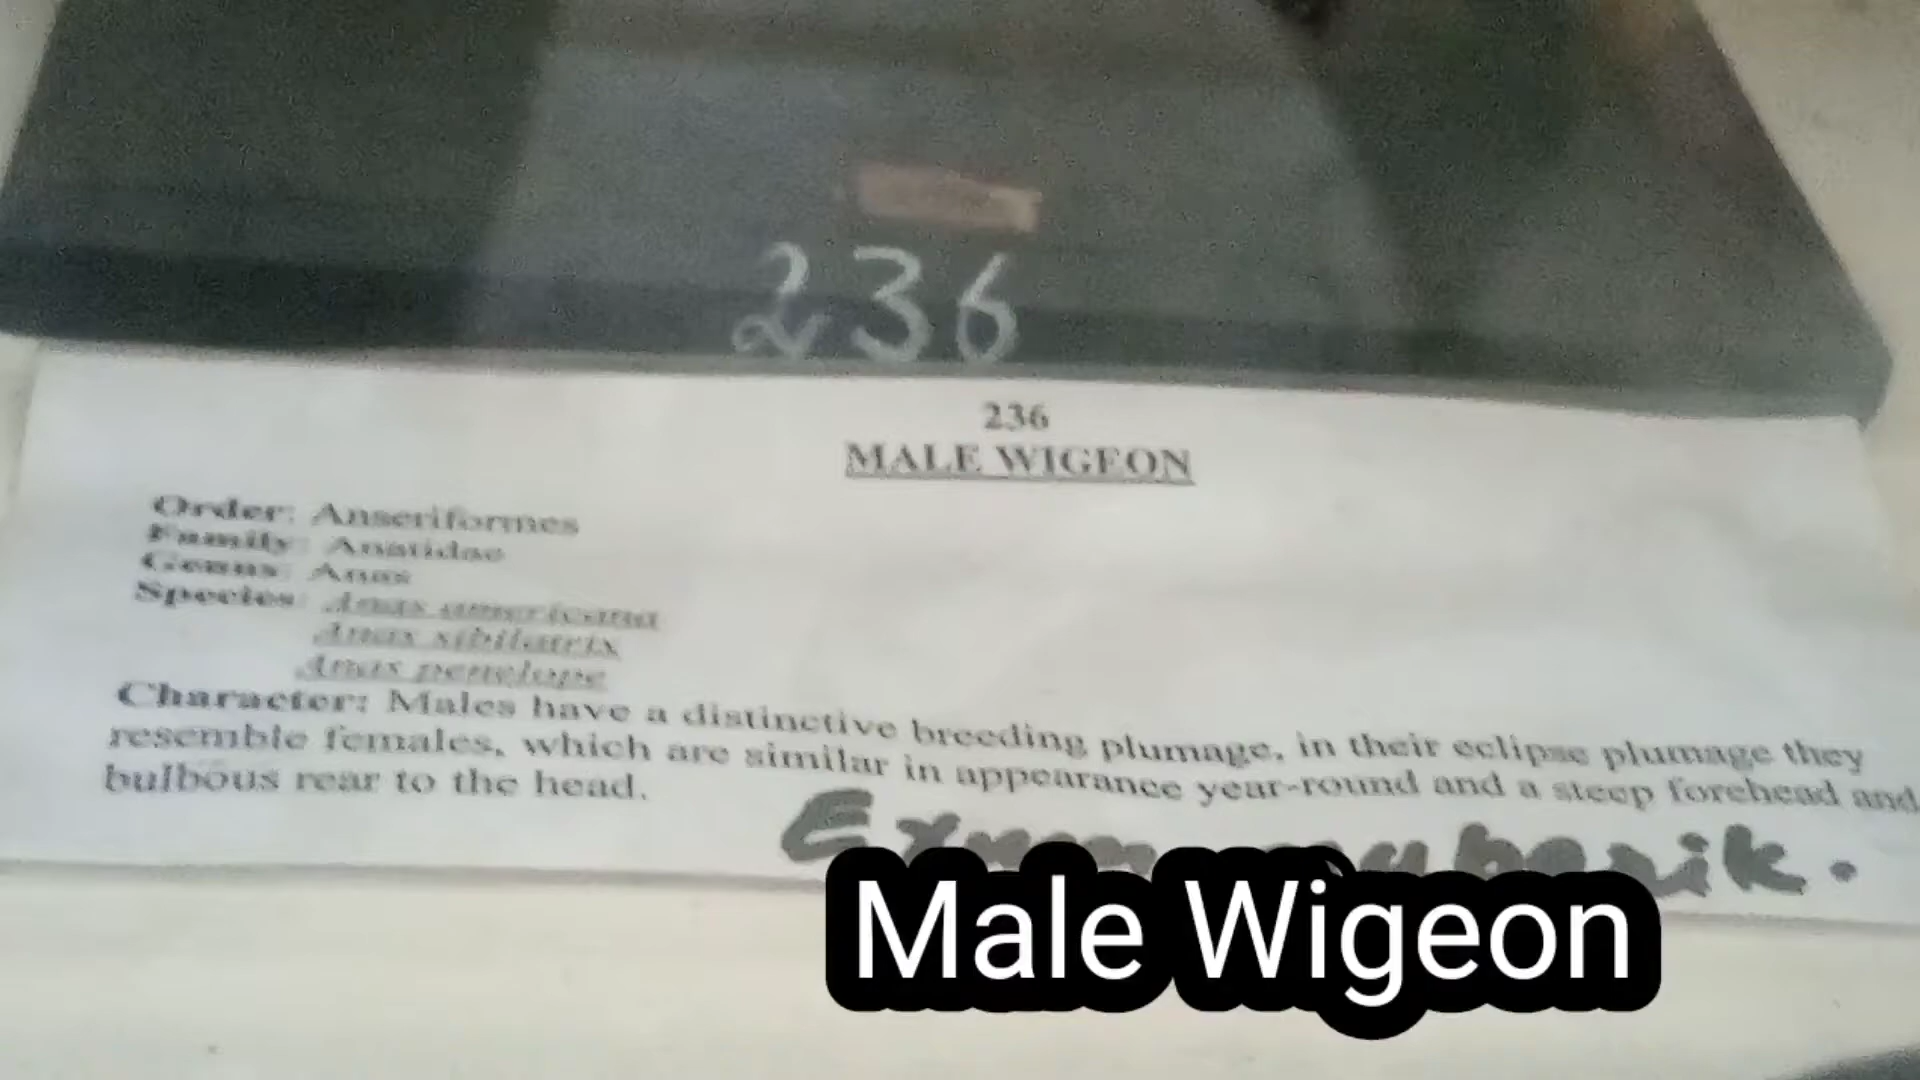 236
236
MALE WIGEON
Order: Anseriformes
Family: Anatidae
Genus: Anas
Species: Anas americana
Anas sibilatrix
Anas penelope
Character: Males have a distinctive breeding plumage, in their eclipse plumage they
resemble females, which are similar in appearance year-round and a steep forehead and
bulbous rear to the head.
Male Wigeon